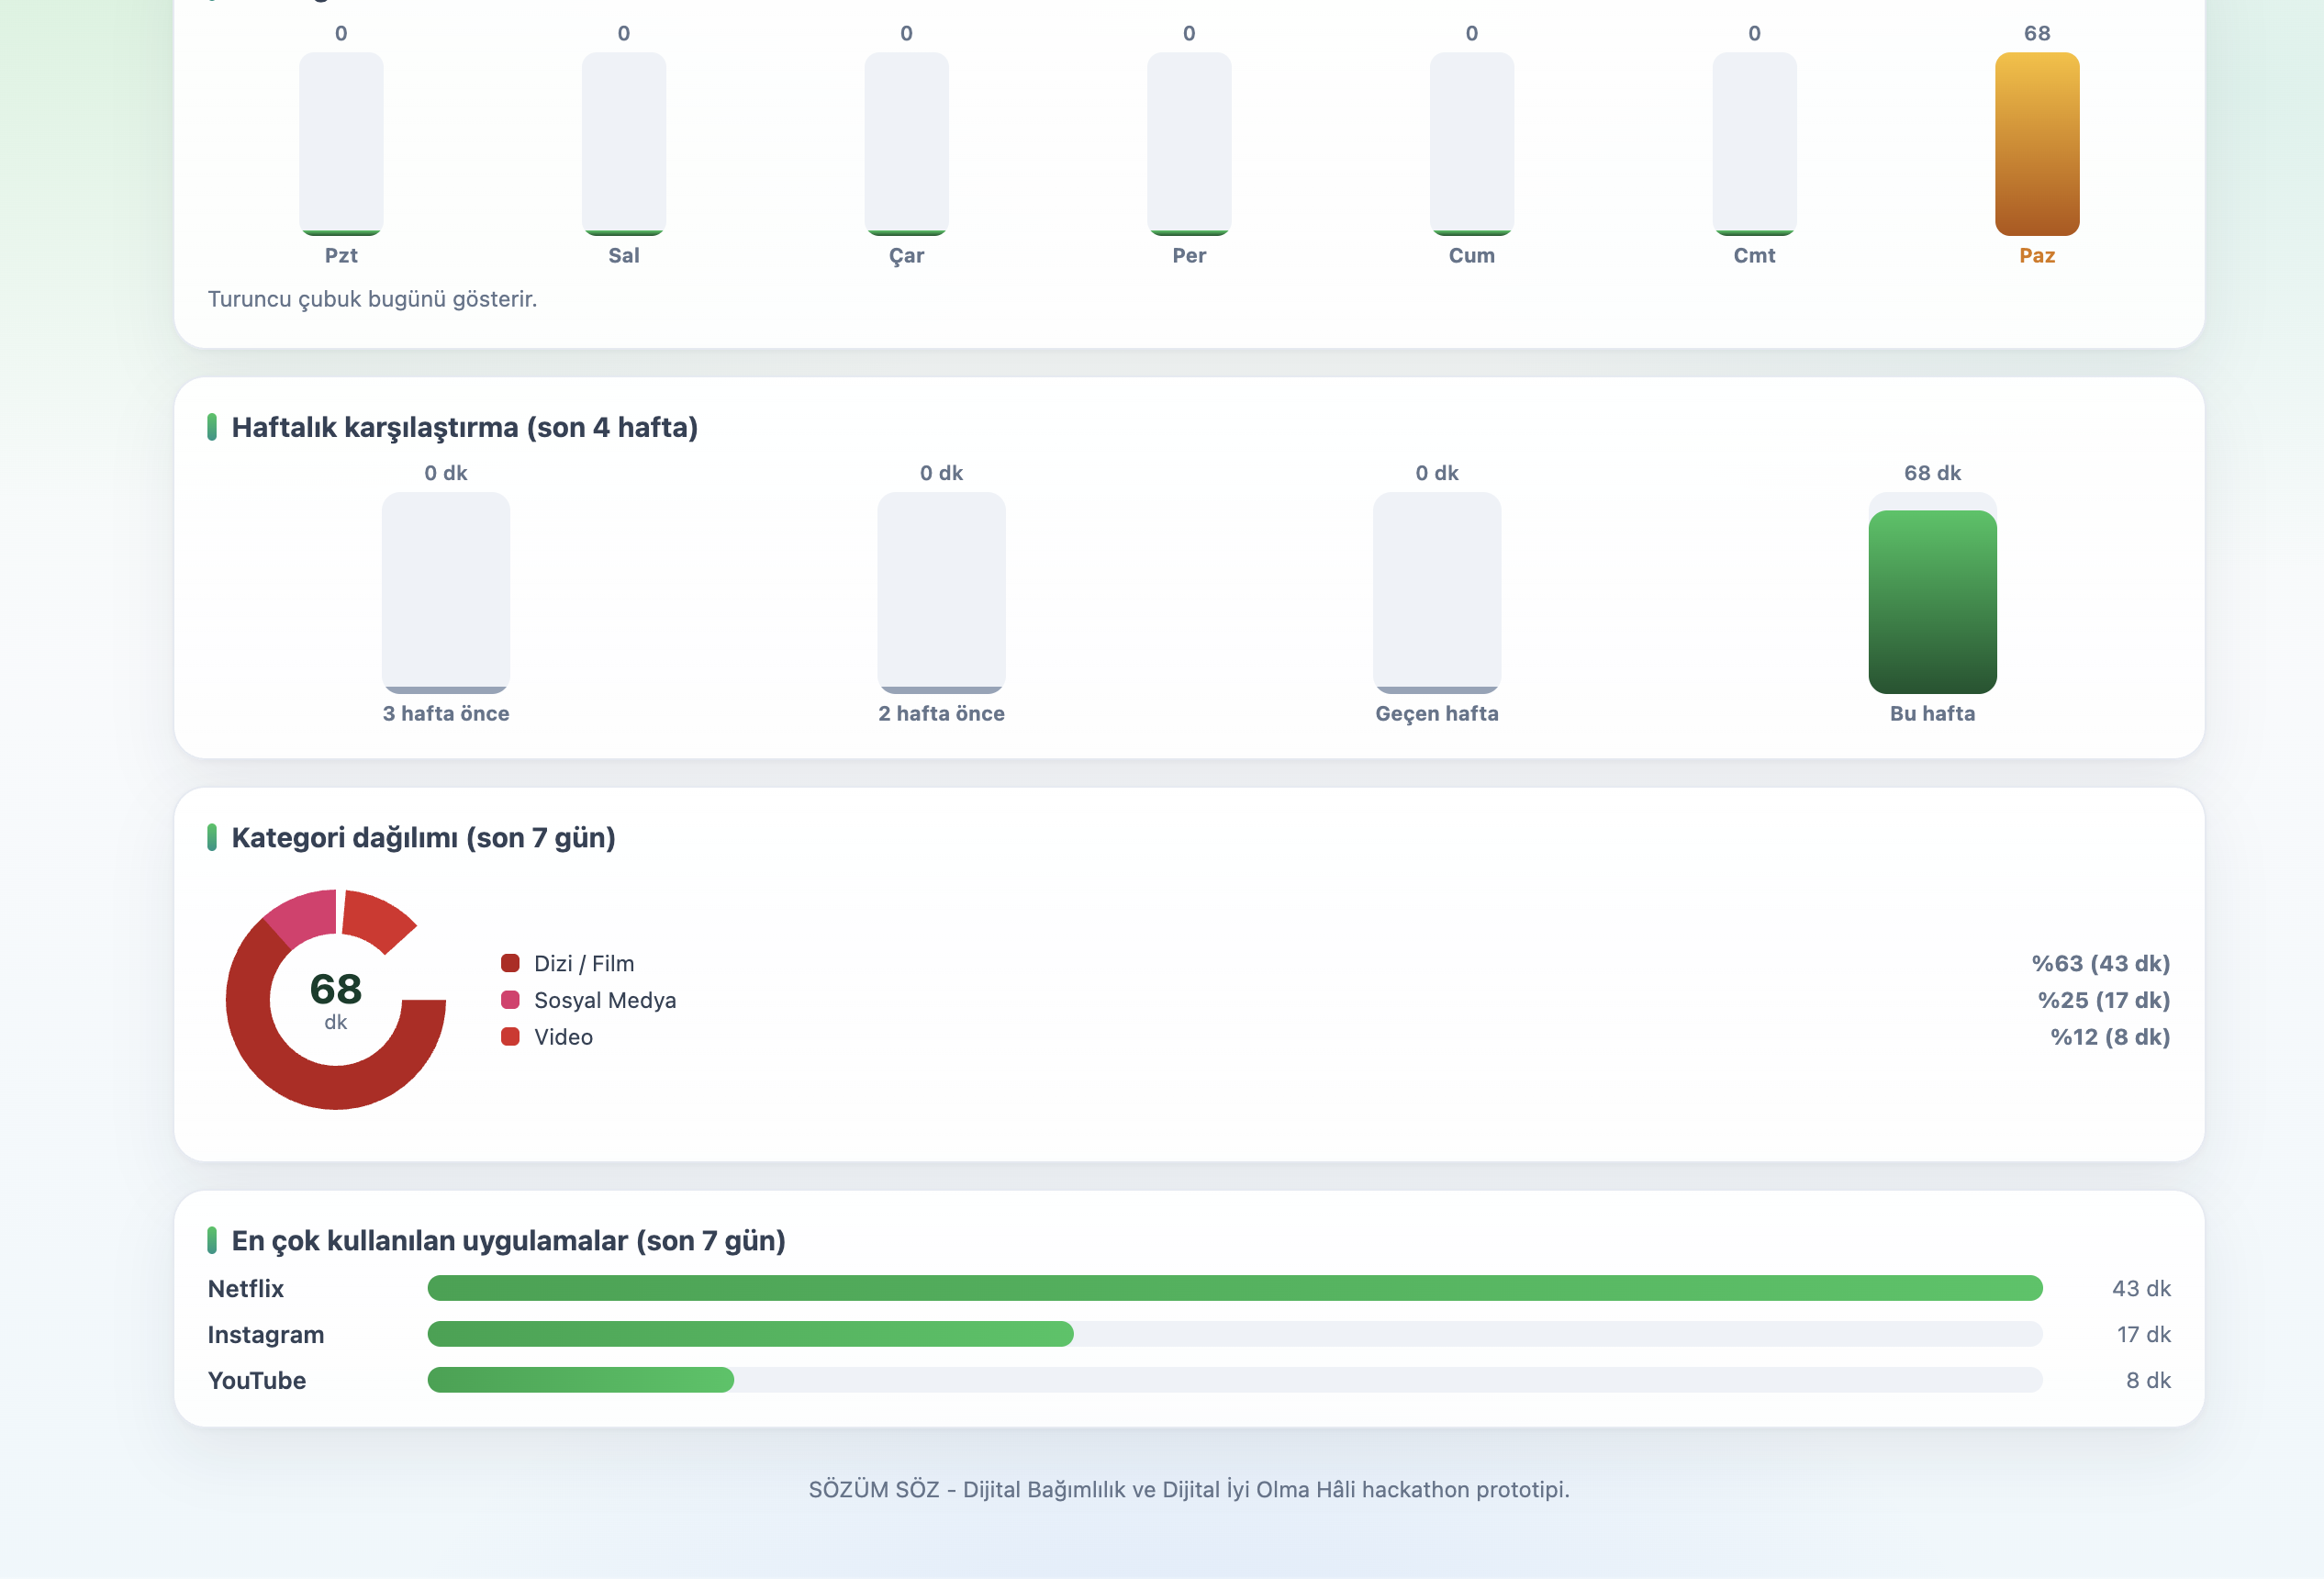 0 0 0 0 0 0 68
Pzt Sal Çar Per Cum Cmt Paz
Turuncu çubuk bugünü gösterir.
Haftalık karşılaştırma (son 4 hafta)
0 dk 0 dk 0 dk 68 dk
3 hafta önce 2 hafta önce Geçen hafta Bu hafta
Kategori dağılımı (son 7 gün)
68
dk
Dizi / Film %63 (43 dk)
Sosyal Medya %25 (17 dk)
Video %12 (8 dk)
En çok kullanılan uygulamalar (son 7 gün)
Netflix 43 dk
Instagram 17 dk
YouTube 8 dk
SÖZÜM SÖZ - Dijital Bağımlılık ve Dijital İyi Olma Hâli hackathon prototipi.